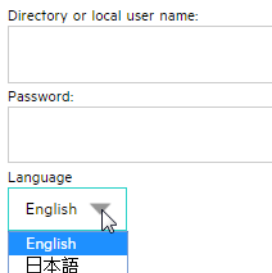 Directory or local user name:
Password:
Language
English
English
日本語